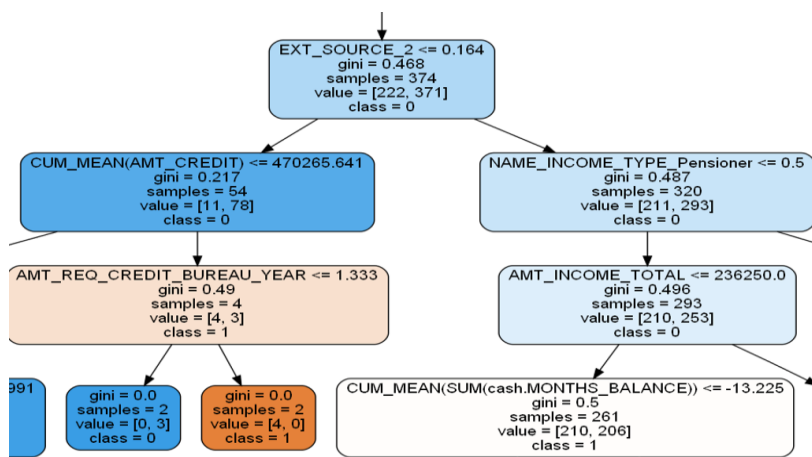 EXT_SOURCE_2 <= 0.164
gini = 0.468
samples = 374
value = [222, 371]
class = 0
CUM_MEAN(AMT_CREDIT) <= 470265.641
gini = 0.217
samples = 54
value = [11, 78]
class = 0
NAME_INCOME_TYPE_Pensioner <= 0.5
gini = 0.487
samples = 320
value = [211, 293]
class = 0
AMT_REQ_CREDIT_BUREAU_YEAR <= 1.333
gini = 0.49
samples = 4
value = [4, 3]
class = 1
AMT_INCOME_TOTAL <= 236250.0
gini = 0.496
samples = 293
value = [210, 253]
class = 0
991
gini = 0.0
samples = 2
value = [0, 3]
class = 0
gini = 0.0
samples = 2
value = [4, 0]
class = 1
CUM_MEAN(SUM(cash.MONTHS_BALANCE)) <= -13.225
gini = 0.5
samples = 261
value = [210, 206]
class = 1